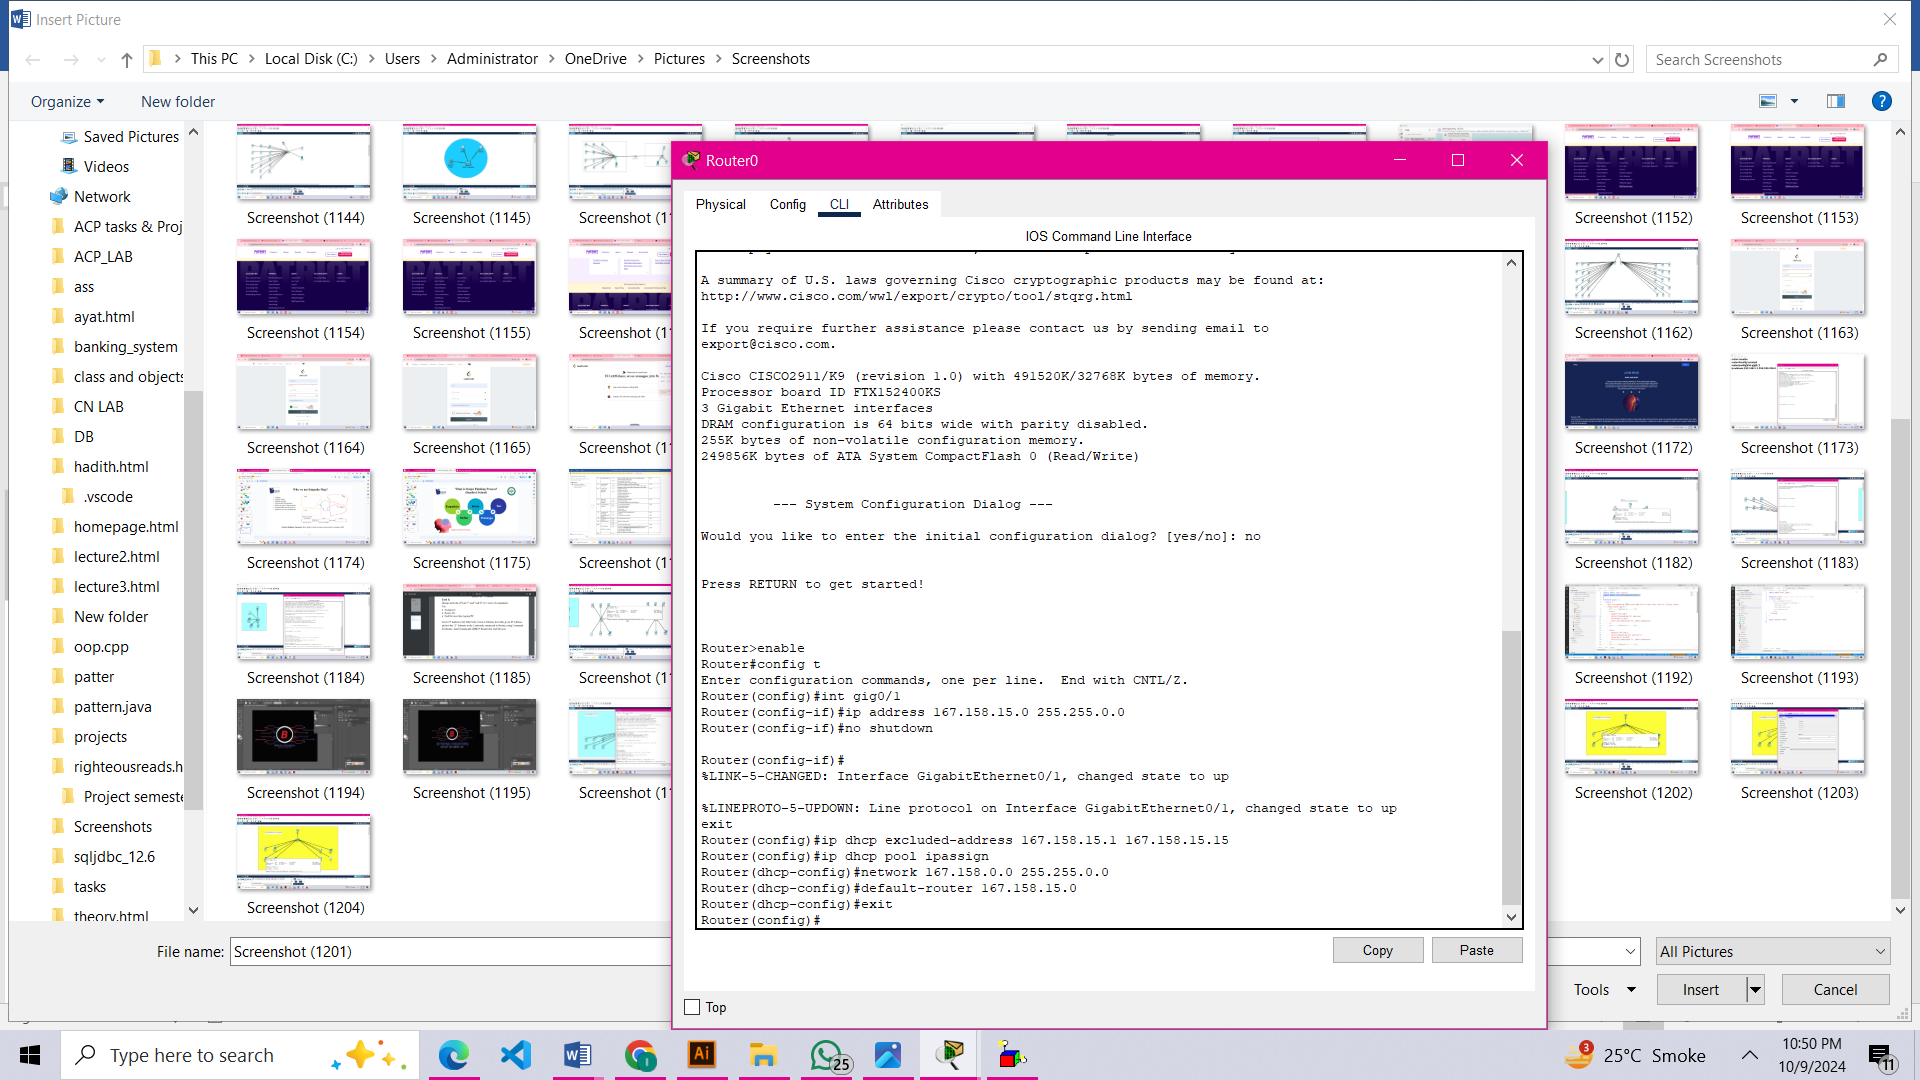 Insert Picture
This PC > Local Disk (C:) > Users > Administrator > OneDrive > Pictures > Screenshots
Search Screenshots
Organize
New folder
Saved Pictures
Videos
Network
ACP tasks & Proj
ACP_LAB
ass
ayat.html
banking_system
class and objects
CN LAB
DB
hadith.html
.vscode
homepage.html
lecture2.html
lecture3.html
New folder
oop.cpp
patter
pattern.java
projects
righteousreads.h
Project semeste
Screenshots
sqljdbc_12.6
tasks
theory.html
Screenshot (1144)
Screenshot (1145)
Screenshot (1152)
Screenshot (1153)
Screenshot (1154)
Screenshot (1155)
Screenshot (1162)
Screenshot (1163)
Screenshot (1164)
Screenshot (1165)
Screenshot (1172)
Screenshot (1173)
Screenshot (1174)
Screenshot (1175)
Screenshot (1182)
Screenshot (1183)
Screenshot (1184)
Screenshot (1185)
Screenshot (1192)
Screenshot (1193)
Screenshot (1194)
Screenshot (1195)
Screenshot (1202)
Screenshot (1203)
Screenshot (1204)
Router0
Physical Config CLI Attributes
IOS Command Line Interface
A summary of U.S. laws governing Cisco cryptographic products may be found at:
http://www.cisco.com/wwl/export/crypto/tool/stqrg.html
If you require further assistance please contact us by sending email to
export@cisco.com.
Cisco CISCO2911/K9 (revision 1.0) with 491520K/32768K bytes of memory.
Processor board ID FTX152400KS
3 Gigabit Ethernet interfaces
DRAM configuration is 64 bits wide with parity disabled.
255K bytes of non-volatile configuration memory.
249856K bytes of ATA System CompactFlash 0 (Read/Write)
--- System Configuration Dialog ---
Would you like to enter the initial configuration dialog? [yes/no]: no
Press RETURN to get started!
Router>enable
Router#config t
Enter configuration commands, one per line.  End with CNTL/Z.
Router(config)#int gig0/1
Router(config-if)#ip address 167.158.15.0 255.255.0.0
Router(config-if)#no shutdown
Router(config-if)#
%LINK-5-CHANGED: Interface GigabitEthernet0/1, changed state to up
%LINEPROTO-5-UPDOWN: Line protocol on Interface GigabitEthernet0/1, changed state to up
exit
Router(config)#ip dhcp excluded-address 167.158.15.1 167.158.15.15
Router(config)#ip dhcp pool ipassign
Router(dhcp-config)#network 167.158.0.0 255.255.0.0
Router(dhcp-config)#default-router 167.158.15.0
Router(dhcp-config)#exit
Router(config)#
Copy
Paste
Top
File name: Screenshot (1201)
All Pictures
Tools
Insert
Cancel
Type here to search
25
3
25°C Smoke
10:50 PM
10/9/2024
11